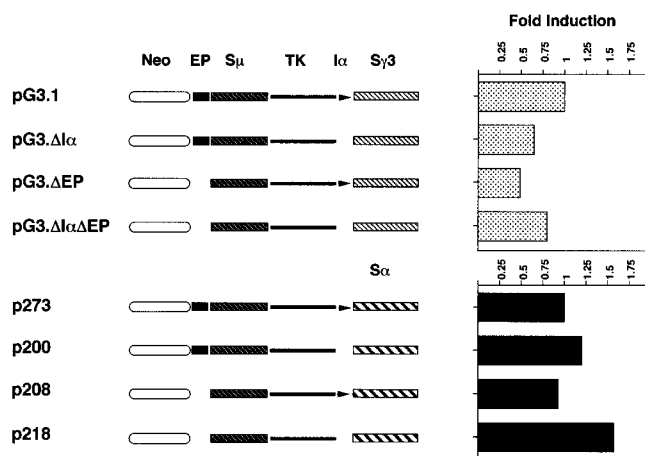 Fold Induction
0.25 0.5 0.75 1 1.25 1.5 1.75
Neo EP Sµ TK Iα Sγ3
pG3.1
pG3.ΔIα
pG3.ΔEP
pG3.ΔIαΔEP
Sα
0.25 0.5 0.75 1 1.25 1.5 1.75
p273
p200
p208
p218